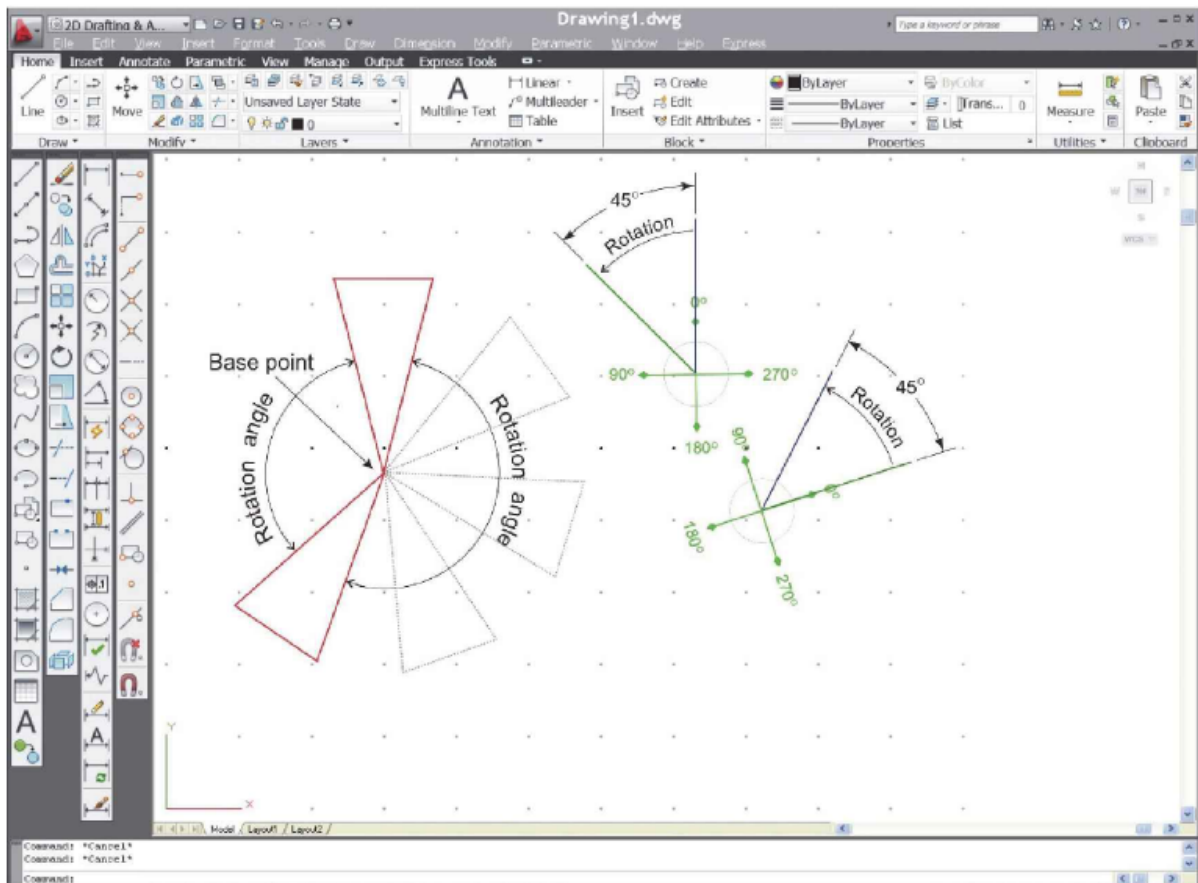 2D Drafting & A...
Drawing1.dwg
Type a keyword or phrase
File Edit View Insert Format Tools Draw Dimension Modify Parametric Window Help Express
Home Insert Annotate Parametric View Manage Output Express Tools
Line
Move
Unsaved Layer State
0
A
Multiline Text
Linear
Multileader
Table
Insert
Create
Edit
Edit Attributes
ByLayer
ByLayer
ByLayer
ByColor
Trans... 0
List
Measure
Paste
Draw Modify Layers Annotation Block Properties Utilities Clipboard
45°
Rotation
0°
90°
270°
180°
45°
Rotation
90°
0°
180°
270°
Base point
Rotation angle
Rotation angle
A
A
Y
X
Model Layout1 Layout2
Command: *Cancel*
Command: *Cancel*
Command: